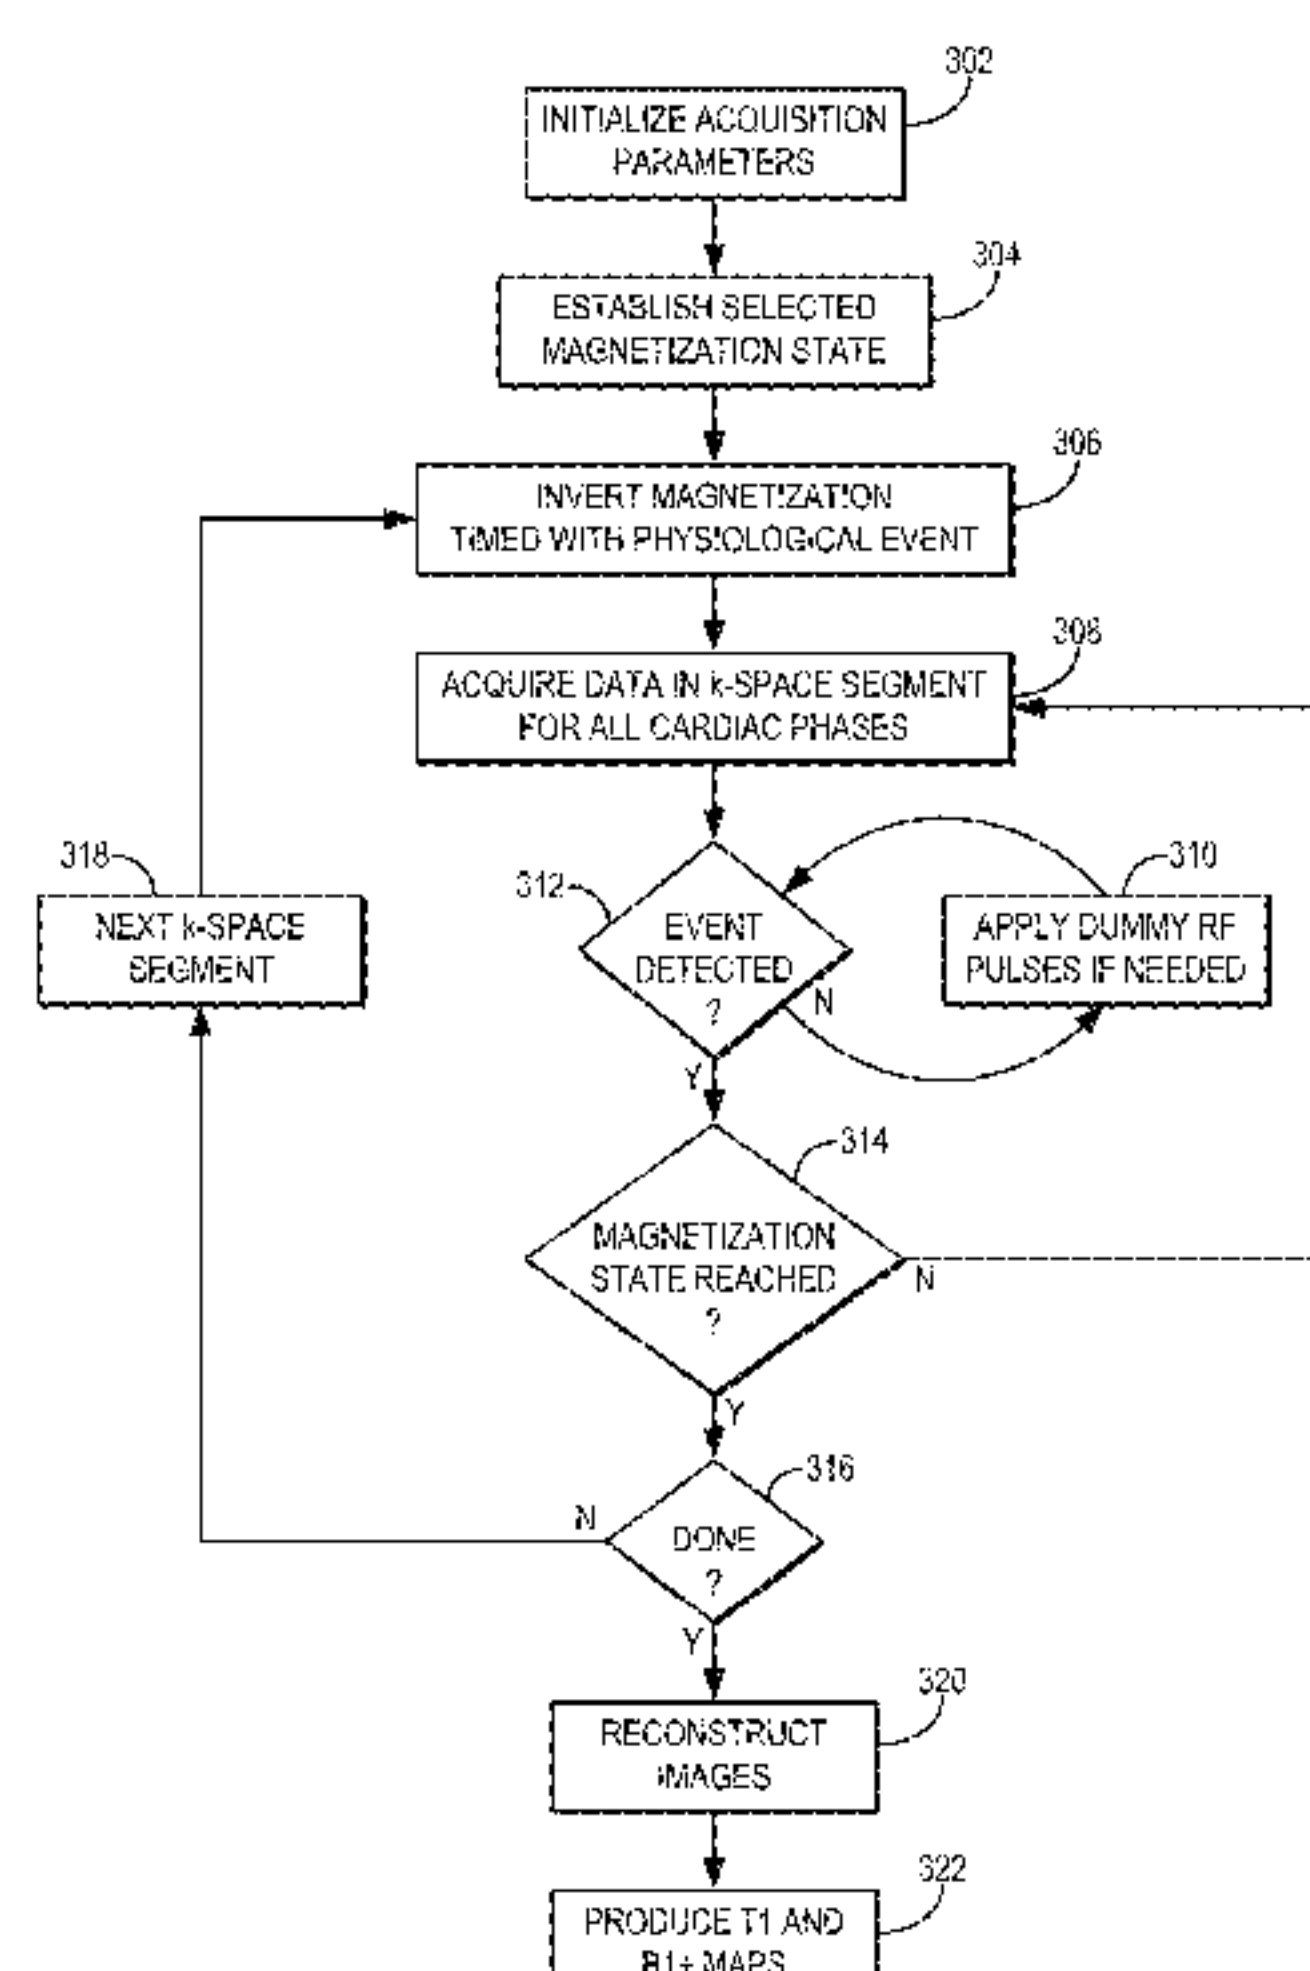 302
INITIALIZE ACQUISITION
PARAMETERS
304
ESTABLISH SELECTED
MAGNETIZATION STATE
306
INVERT MAGNETIZATION
TIMED WITH PHYSIOLOGICAL EVENT
308
ACQUIRE DATA IN k-SPACE SEGMENT
FOR ALL CARDIAC PHASES
318
NEXT k-SPACE
SEGMENT
312
EVENT
DETECTED
?
N
Y
310
APPLY DUMMY RF
PULSES IF NEEDED
314
MAGNETIZATION
STATE REACHED
?
N
Y
316
DONE
?
N
Y
320
RECONSTRUCT
IMAGES
322
PRODUCE T1 AND
B1+ MAPS